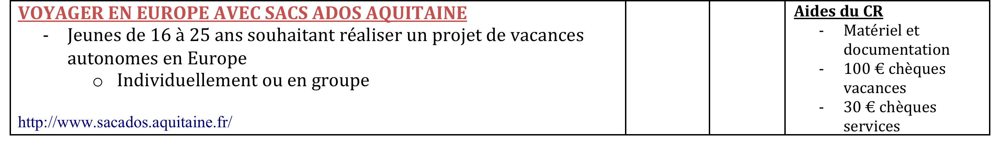 VOYAGER EN EUROPE AVEC SACS ADOS AQUITAINE
- Jeunes de 16 à 25 ans souhaitant réaliser un projet de vacances
autonomes en Europe
o Individuellement ou en groupe
http://www.sacados.aquitaine.fr/
Aides du CR
- Matériel et
documentation
- 100 € chèques
vacances
- 30 € chèques
services